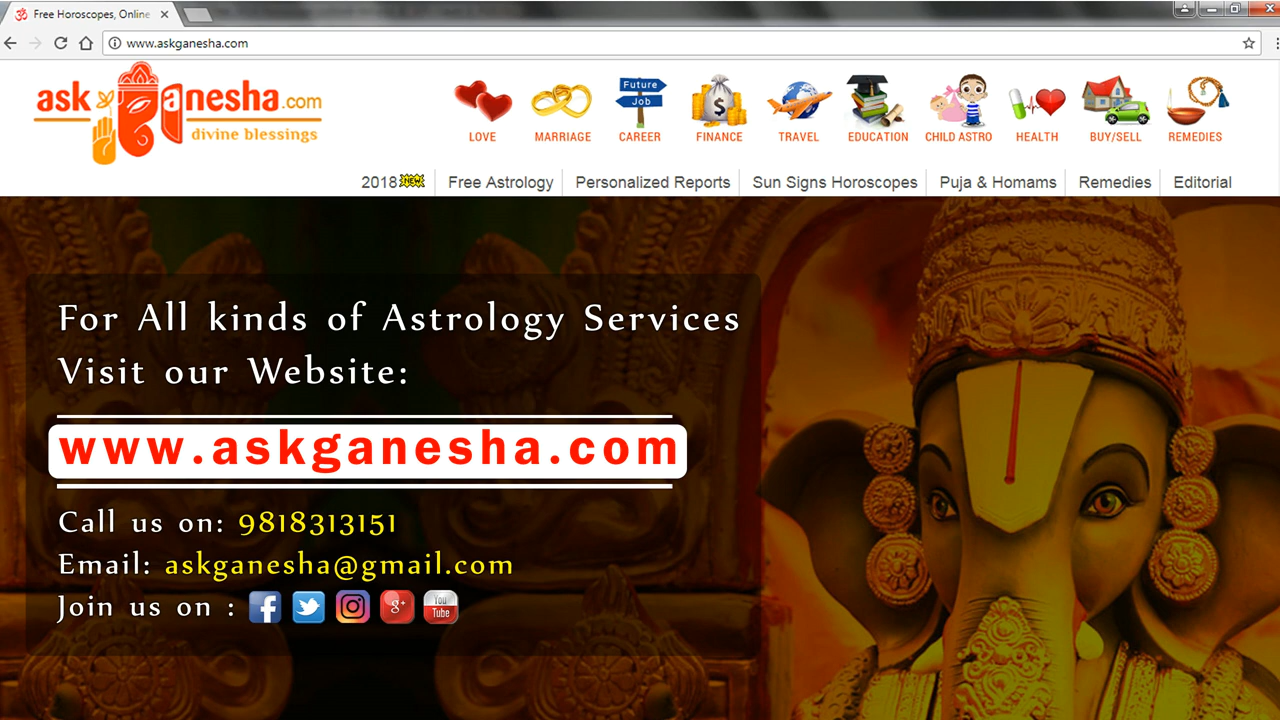 Free Horoscopes, Online
www.askganesha.com
ask ganesha.com
divine blessings
Future
Job
LOVE
MARRIAGE
CAREER
FINANCE
TRAVEL
EDUCATION
CHILD ASTRO
HEALTH
BUY/SELL
REMEDIES
2018 NEW
Free Astrology
Personalized Reports
Sun Signs Horoscopes
Puja & Homams
Remedies
Editorial
For All kinds of Astrology Services
Visit our Website:
www.askganesha.com
Call us on: 9818313151
Email: askganesha@gmail.com
Join us on :
g+
You
Tube